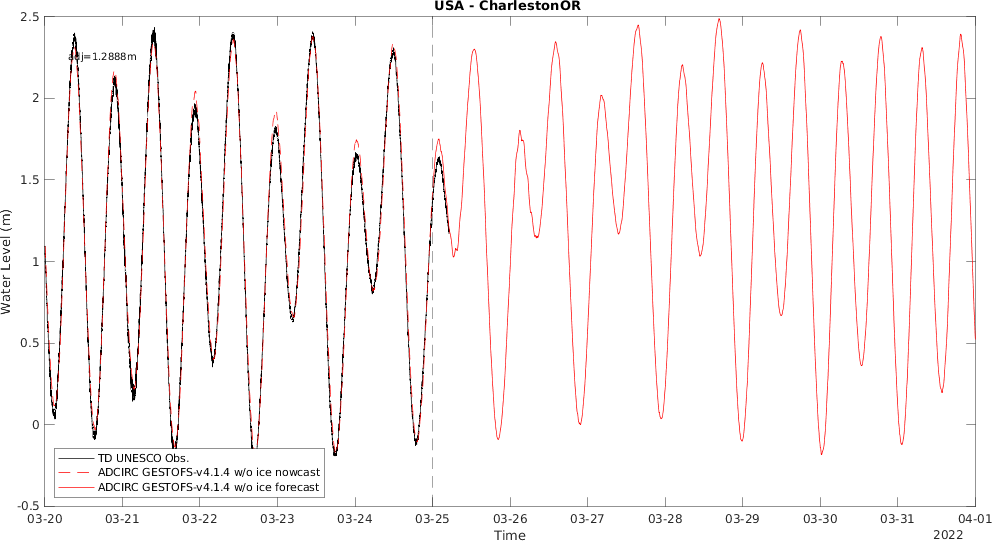 USA - CharlestonOR
adj=1.2888m
2.5
2
1.5
1
0.5
0
-0.5
Water Level (m)
TD UNESCO Obs.
ADCIRC GESTOFS-v4.1.4 w/o ice nowcast
ADCIRC GESTOFS-v4.1.4 w/o ice forecast
03-20 03-21 03-22 03-23 03-24 03-25 03-26 03-27 03-28 03-29 03-30 03-31 04-01
Time
2022